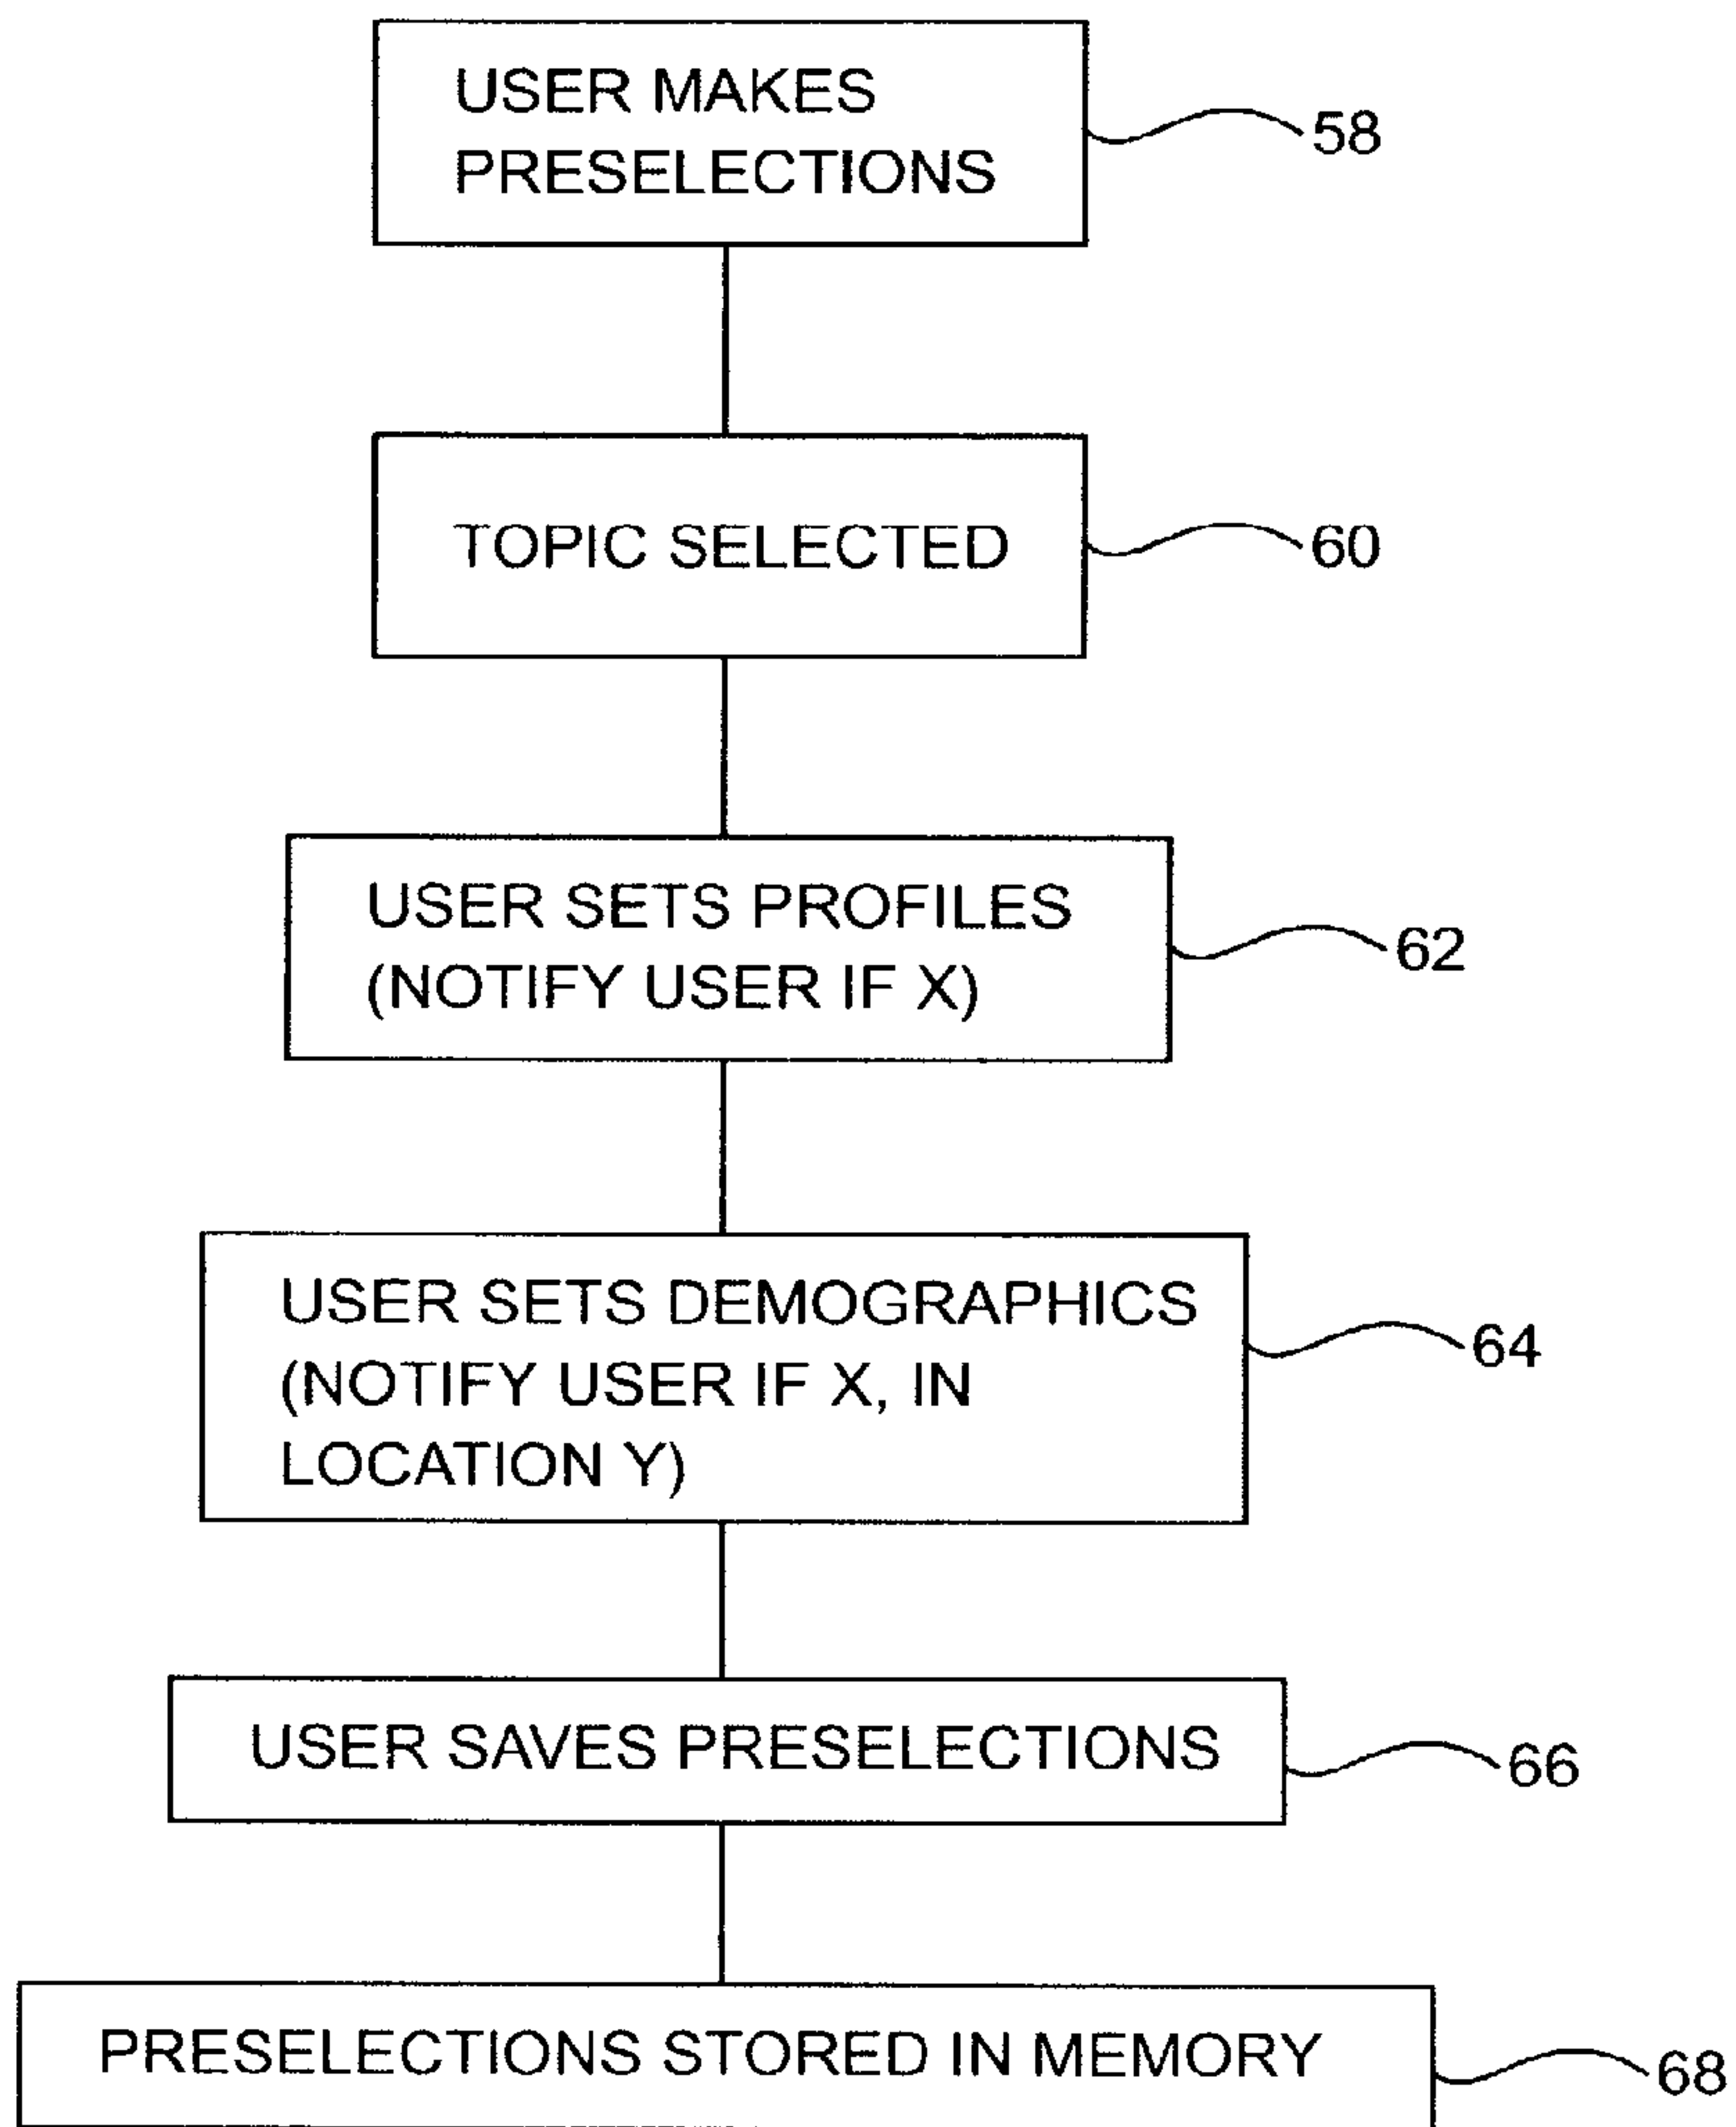 USER MAKES
PRESELECTIONS
58
TOPIC SELECTED
60
USER SETS PROFILES
(NOTIFY USER IF X)
62
USER SETS DEMOGRAPHICS
(NOTIFY USER IF X, IN
LOCATION Y)
64
USER SAVES PRESELECTIONS
66
PRESELECTIONS STORED IN MEMORY
68